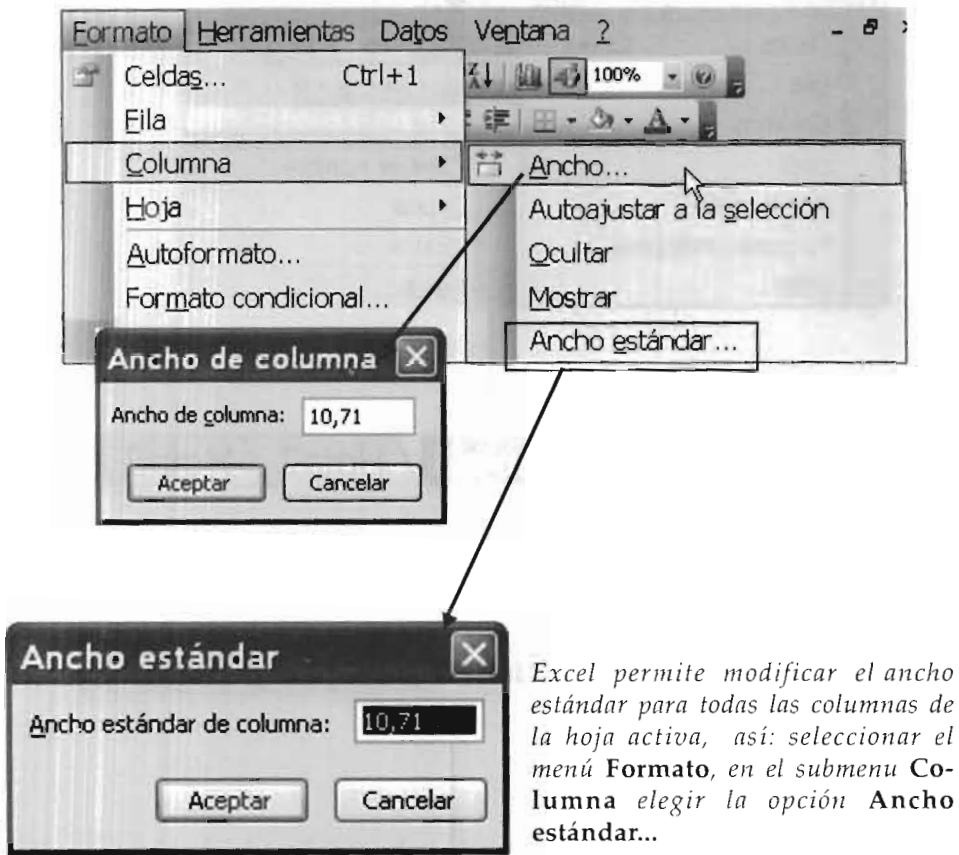 Formato Herramientas Datos Ventana ?
Celdas... Ctrl+1
100%
Fila
Columna
Ancho...
Hoja
Autoajustar a la selección
Autoformato...
Ocultar
Formato condicional...
Mostrar
Ancho estándar...
Ancho de columna
Ancho de columna: 10,71
Aceptar Cancelar
Ancho estándar
Ancho estándar de columna: 10,71
Aceptar Cancelar
Excel permite modificar el ancho
estándar para todas las columnas de
la hoja activa, así: seleccionar el
menú Formato, en el submenu Co-
lumna elegir la opción Ancho
estándar...